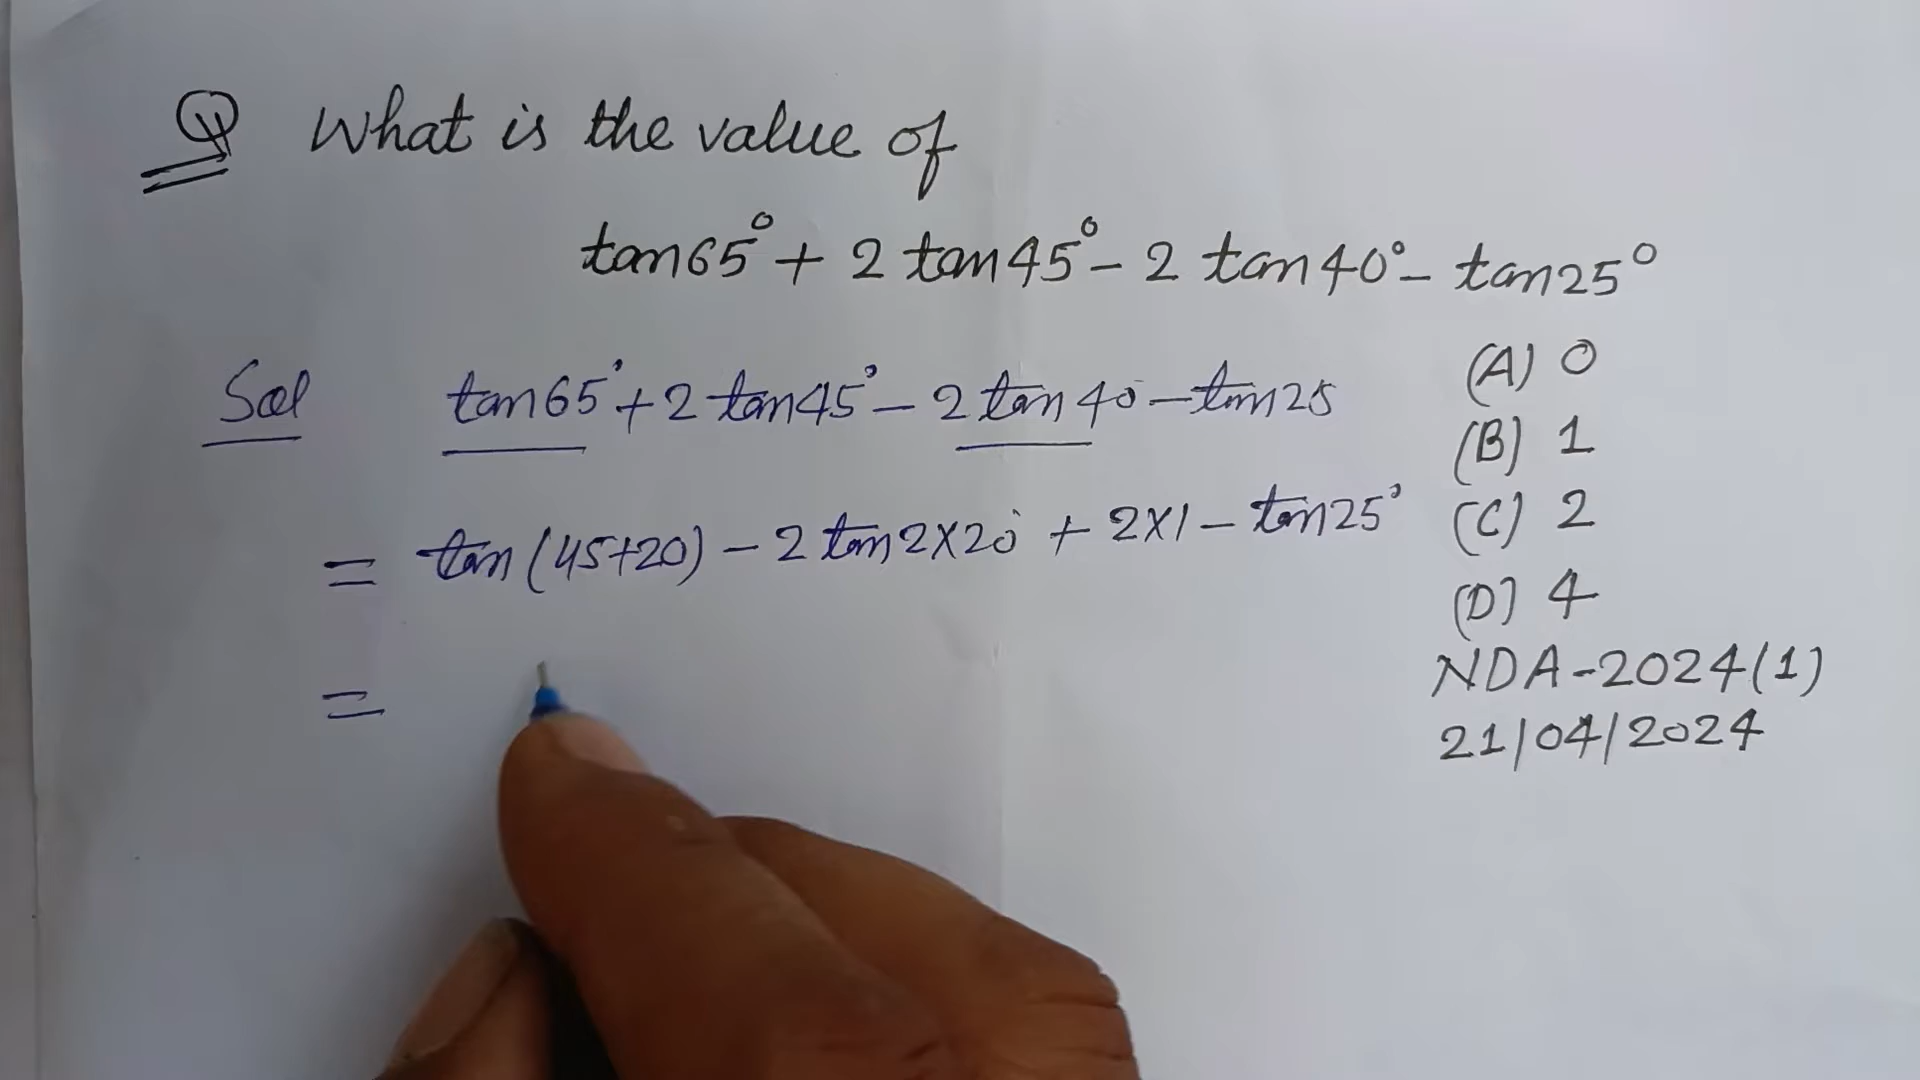 Q What is the value of
tan65° + 2 tan45° - 2 tan40° - tan25°
Sol tan65° + 2 tan45° - 2 tan40 - tan25
= tan(45+20) - 2 tan2×20° + 2×1 - tan25°
=
(A) 0
(B) 1
(C) 2
(D) 4
NDA-2024(1)
21/04/2024